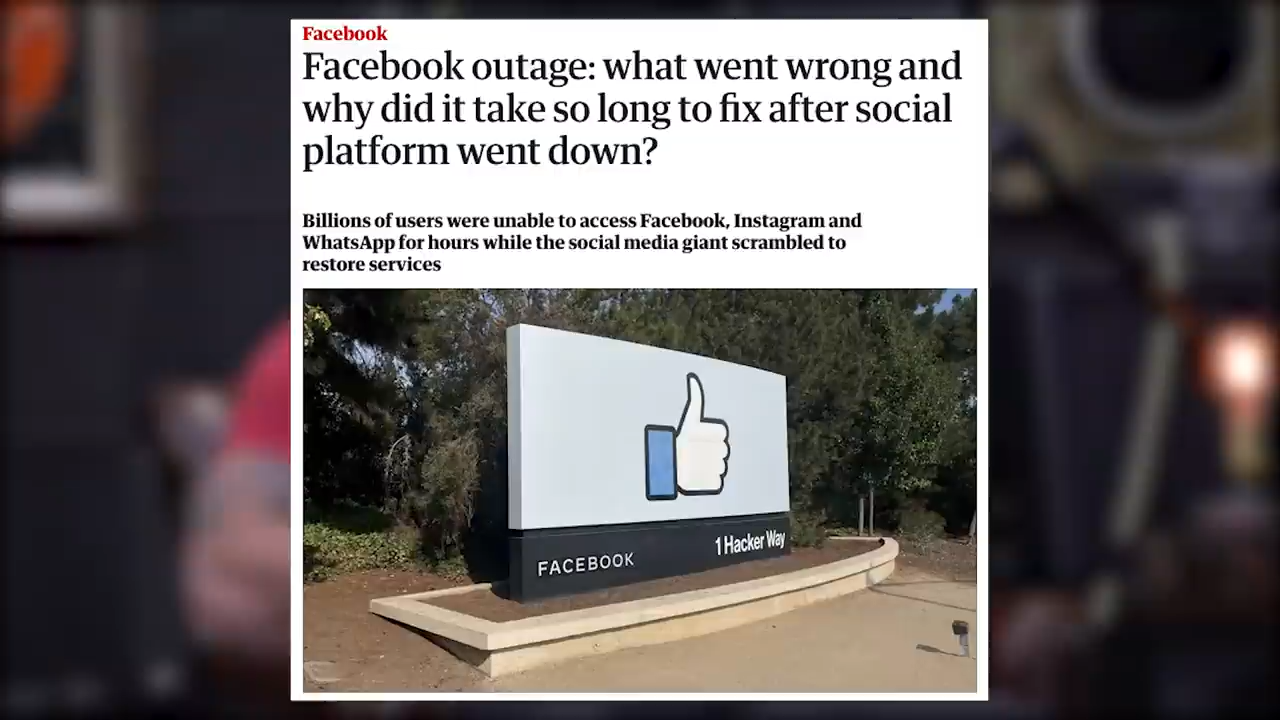 Facebook
Facebook outage: what went wrong and
why did it take so long to fix after social
platform went down?
Billions of users were unable to access Facebook, Instagram and
WhatsApp for hours while the social media giant scrambled to
restore services
FACEBOOK
1 Hacker Way